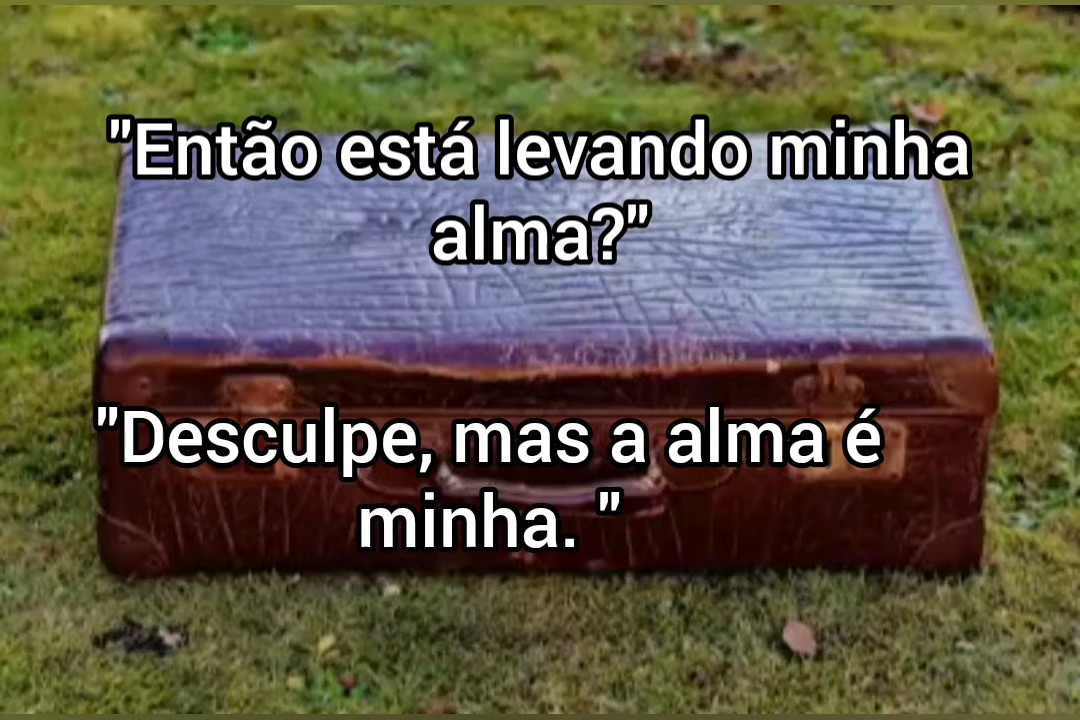 "Então está levando minha
alma?"
"Desculpe, mas a alma é
minha. "